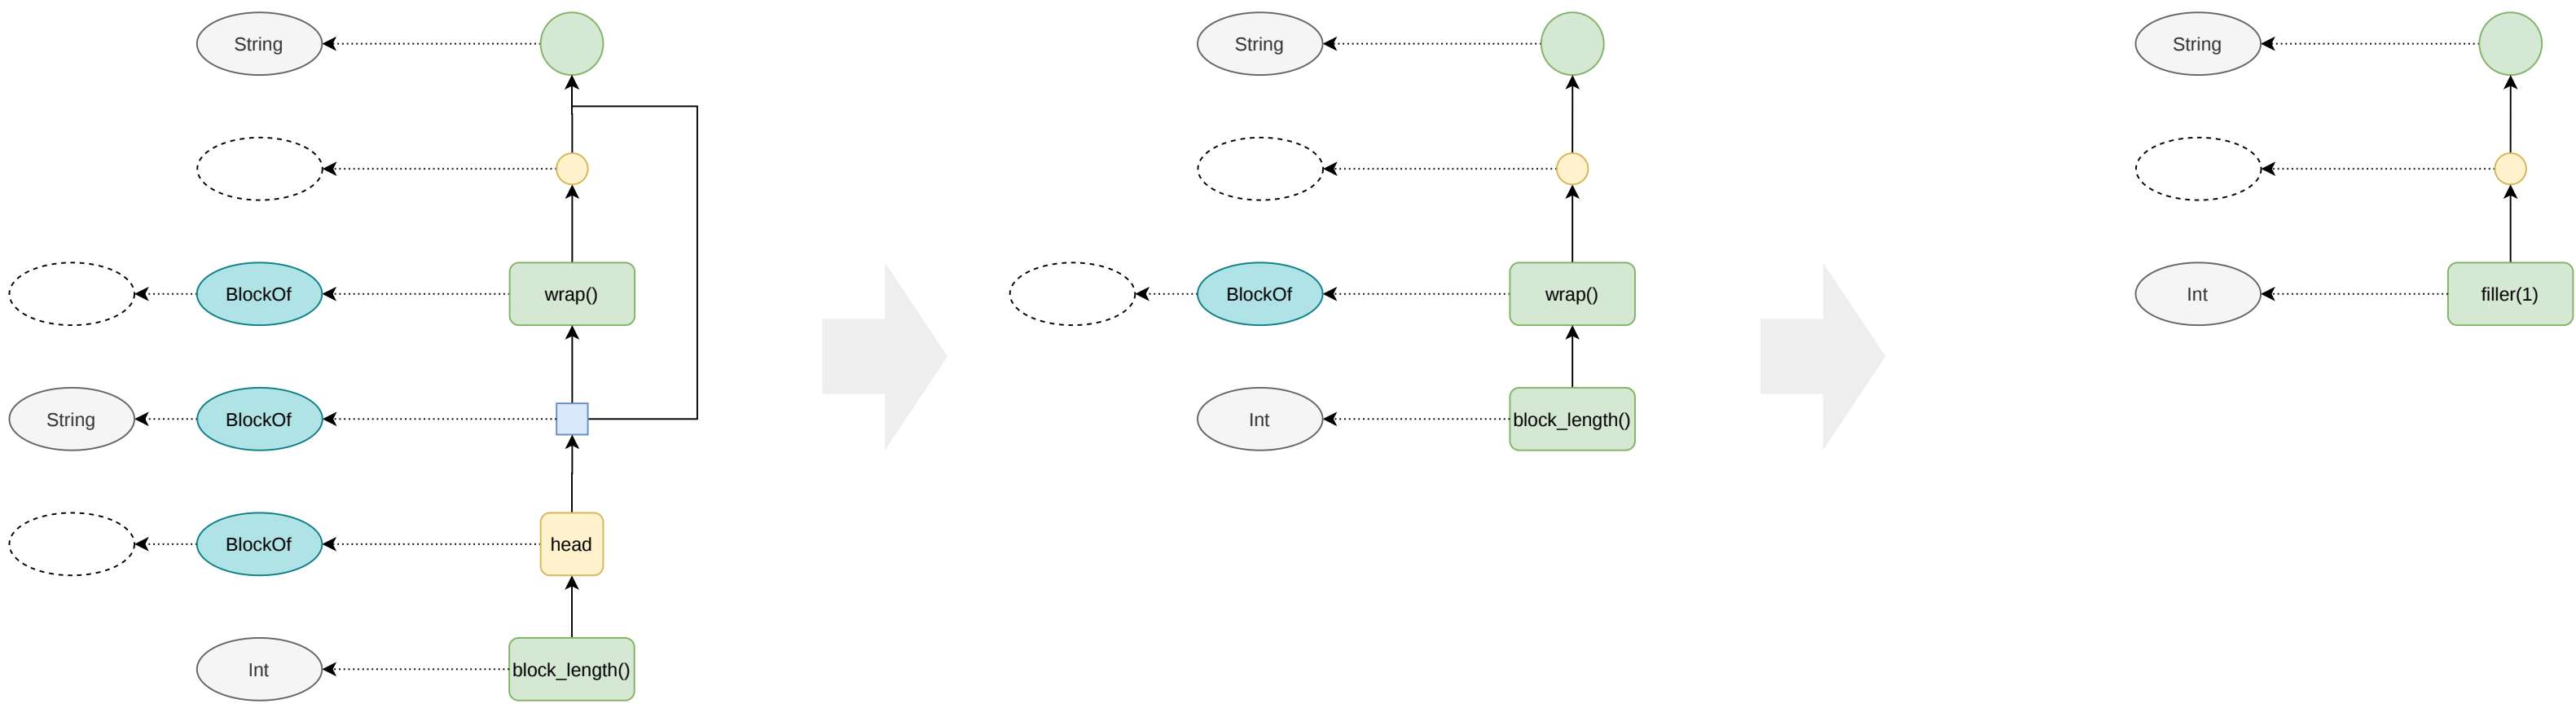 String
BlockOf
wrap()
String
BlockOf
BlockOf
head
Int
block_length()
String
BlockOf
wrap()
Int
block_length()
String
Int
filler(1)